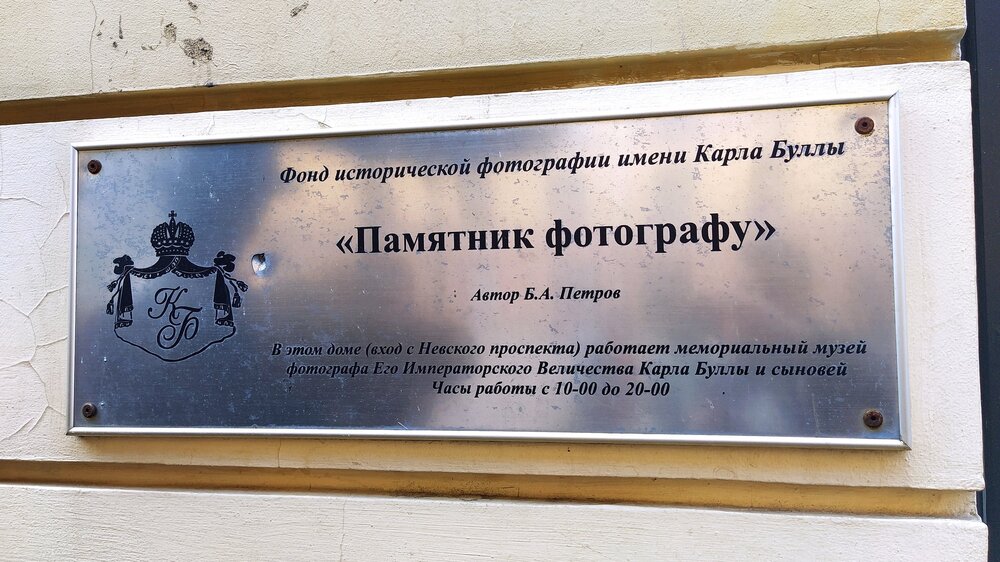 Фонд исторической фотографии имени Карла Буллы
«Памятник фотографу»
Автор Б.А. Петров
КБ
В этом доме (вход с Невского проспекта) работает мемориальный музей
фотографа Его Императорского Величества Карла Буллы и сыновей
Часы работы с 10-00 до 20-00